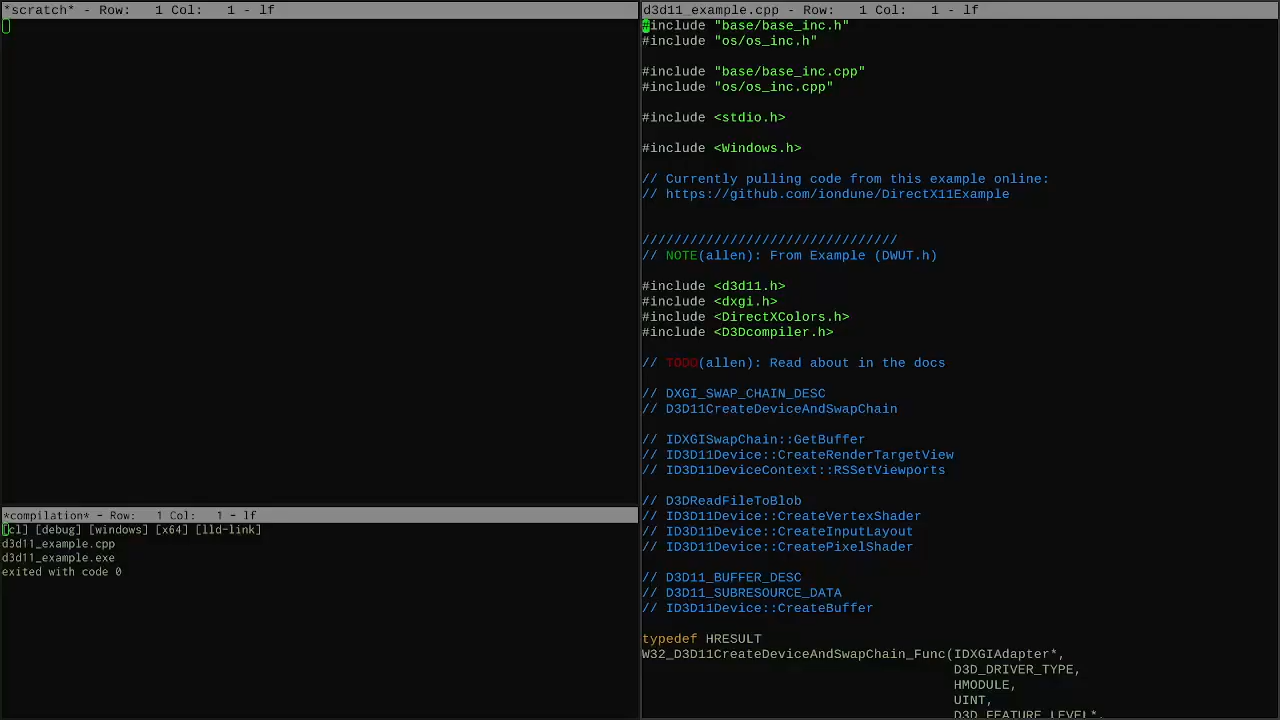 *scratch* - Row:   1 Col:   1 - lf
*compilation* - Row:   1 Col:   1 - lf
[cl] [debug] [windows] [x64] [lld-link]
d3d11_example.cpp
d3d11_example.exe
exited with code 0
d3d11_example.cpp - Row:   1 Col:   1 - lf
#include "base/base_inc.h"
#include "os/os_inc.h"
#include "base/base_inc.cpp"
#include "os/os_inc.cpp"
#include <stdio.h>
#include <Windows.h>
// Currently pulling code from this example online:
// https://github.com/iondune/DirectX11Example
////////////////////////////////
// NOTE(allen): From Example (DWUT.h)
#include <d3d11.h>
#include <dxgi.h>
#include <DirectXColors.h>
#include <D3Dcompiler.h>
// TODO(allen): Read about in the docs
// DXGI_SWAP_CHAIN_DESC
// D3D11CreateDeviceAndSwapChain
// IDXGISwapChain::GetBuffer
// ID3D11Device::CreateRenderTargetView
// ID3D11DeviceContext::RSSetViewports
// D3DReadFileToBlob
// ID3D11Device::CreateVertexShader
// ID3D11Device::CreateInputLayout
// ID3D11Device::CreatePixelShader
// D3D11_BUFFER_DESC
// D3D11_SUBRESOURCE_DATA
// ID3D11Device::CreateBuffer
typedef HRESULT
W32_D3D11CreateDeviceAndSwapChain_Func(IDXGIAdapter*,
D3D_DRIVER_TYPE,
HMODULE,
UINT,
D3D_FEATURE_LEVEL*,